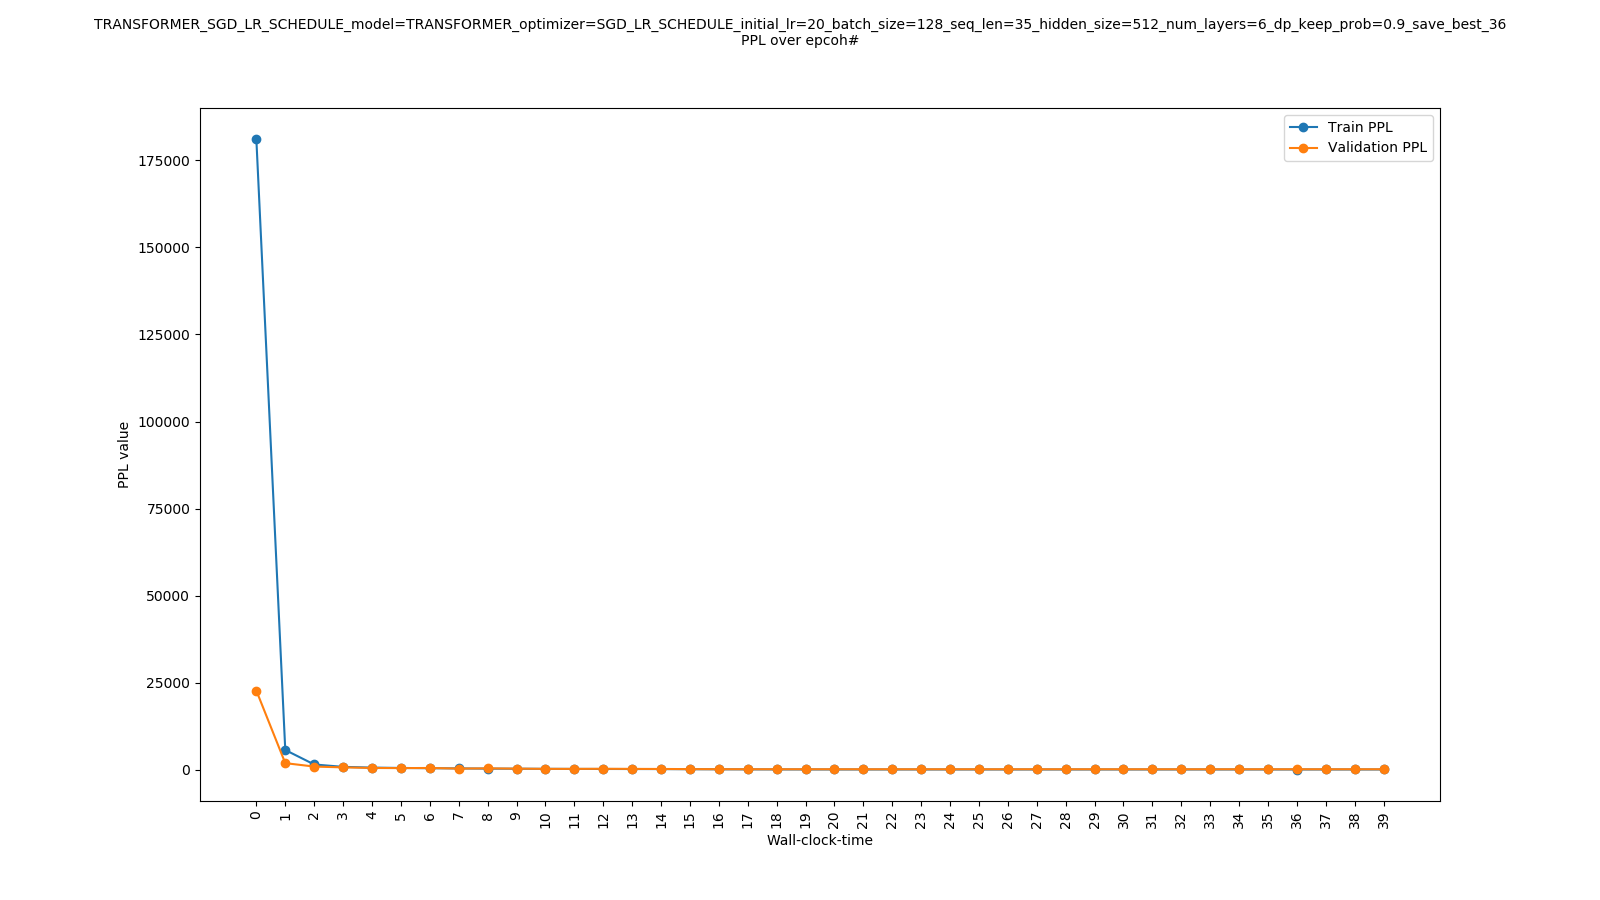 TRANSFORMER_SGD_LR_SCHEDULE_model=TRANSFORMER_optimizer=SGD_LR_SCHEDULE_initial_lr=20_batch_size=128_seq_len=35_hidden_size=512_num_layers=6_dp_keep_prob=0.9_save_best_36
PPL over epcoh#
Train PPL
Validation PPL
PPL value
175000
150000
125000
100000
75000
50000
25000
0
0 1 2 3 4 5 6 7 8 9 10 11 12 13 14 15 16 17 18 19 20 21 22 23 24 25 26 27 28 29 30 31 32 33 34 35 36 37 38 39
Wall-clock-time